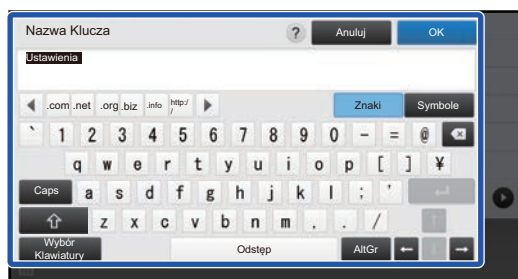 Nazwa Klucza ? Anuluj OK
Ustawienia
.com .net .org .biz .info http:/
/
Znaki Symbole
` 1 2 3 4 5 6 7 8 9 0 - = @
q w e r t y u i o p [ ] ¥
Caps a s d f g h j k l ; '
z x c v b n m , . /
Wybór
Klawiatury
Odstęp AltGr